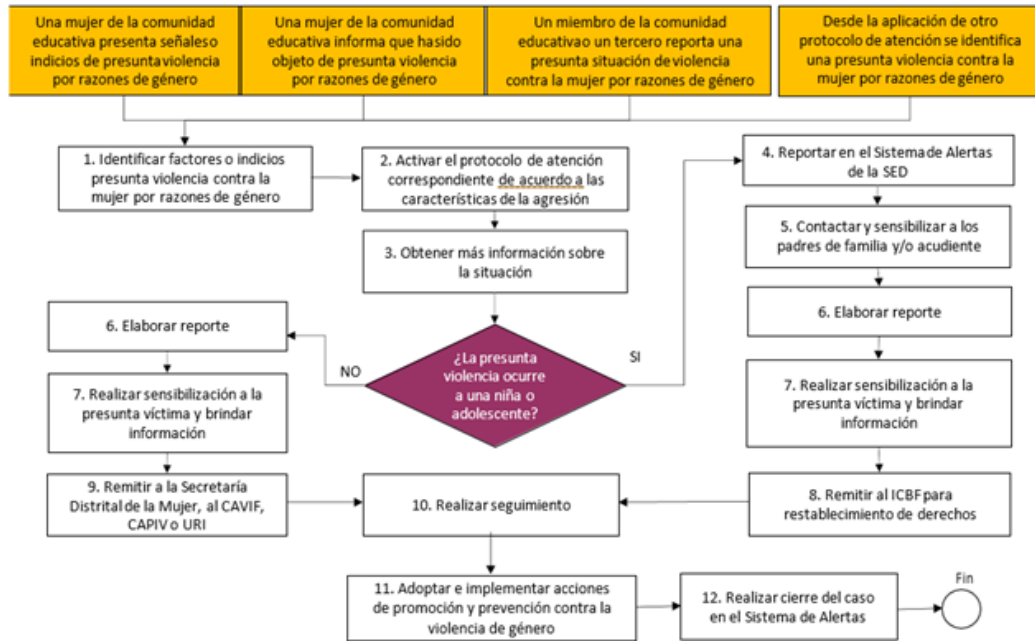 Una mujer de la comunidad
educativa presenta señaleso
indicios de presunta violencia
por razones de género
Una mujer de la comunidad
educativa informa que ha sido
objeto de presunta violencia
por razones de género
Un miembro de la comunidad
educativa o un tercero reporta una
presunta situación de violencia
contra la mujer por razones de género
Desde la aplicación de otro
protocolo de atención se identifica
una presunta violencia contra la
mujer por razones de género
1. Identificar factores o indicios
presunta violencia contra la
mujer por razones de género
2. Activar el protocolo de atención
correspondiente de acuerdo a las
características de la agresión
4. Reportar en el Sistema de Alertas
de la SED
3. Obtener más información sobre
la situación
5. Contactar y sensibilizar a los
padres de familia y/o acudiente
¿La presunta
violencia ocurre
a una niña o
adolescente?
NO
SI
6. Elaborar reporte
7. Realizar sensibilización a la
presunta víctima y brindar
información
9. Remitir a la Secretaría
Distrital de la Mujer, al CAVIF,
CAPIV o URI
6. Elaborar reporte
7. Realizar sensibilización a la
presunta víctima y brindar
información
8. Remitir al ICBF para
restablecimiento de derechos
10. Realizar seguimiento
11. Adoptar e implementar acciones
de promoción y prevención contra la
violencia de género
12. Realizar cierre del caso
en el Sistema de Alertas
Fin